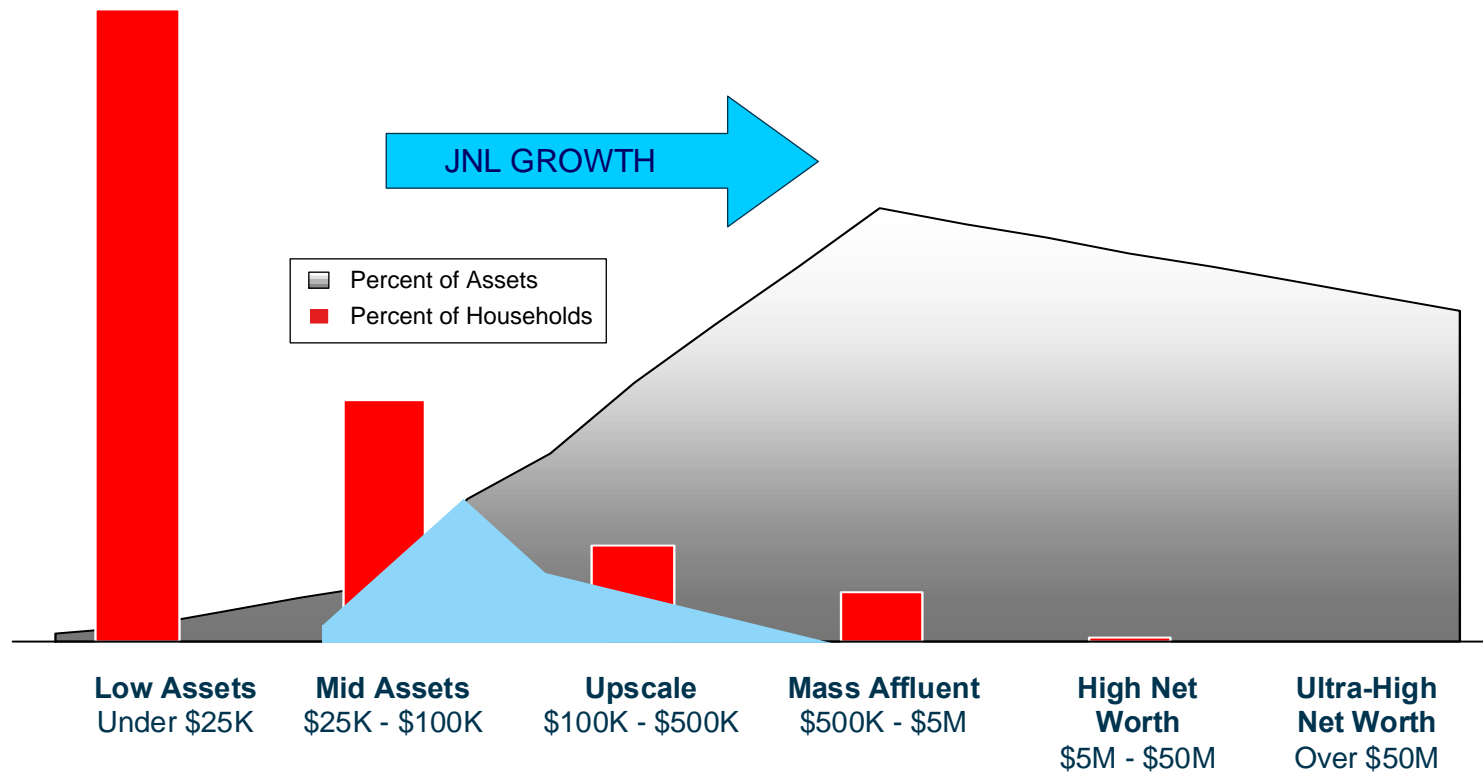 JNL GROWTH
Percent of Assets
Percent of Households
Low Assets
Under $25K
Mid Assets
$25K - $100K
Upscale
$100K - $500K
Mass Affluent
$500K - $5M
High Net
Worth
$5M - $50M
Ultra-High
Net Worth
Over $50M